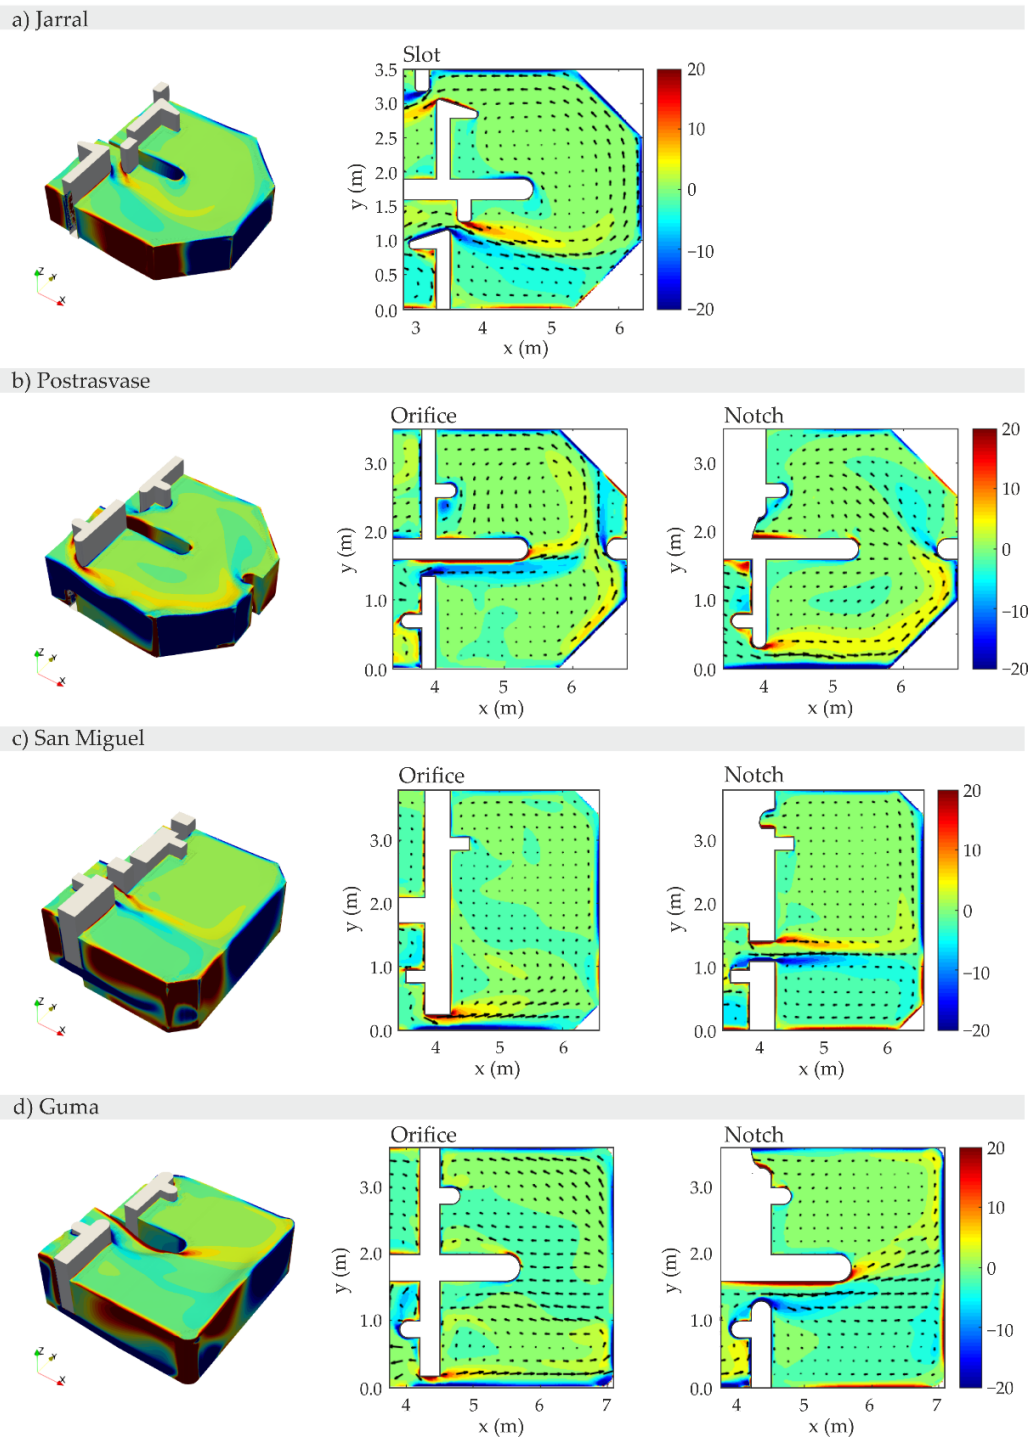 a) Jarral
Slot
3.5
3.0
2.5
2.0
1.5
1.0
0.5
0.0
y (m)
3 4 5 6
x (m)
20
10
0
−10
−20
Z
Y
X
b) Postrasvase
Orifice
3.0
2.0
1.0
0.0
y (m)
4 5 6
x (m)
Notch
3.0
2.0
1.0
0.0
y (m)
4 5 6
x (m)
20
10
0
−10
−20
Z
Y
X
c) San Miguel
Orifice
3.0
2.0
1.0
0.0
y (m)
4 5 6
x (m)
Notch
3.0
2.0
1.0
0.0
y (m)
4 5 6
x (m)
20
10
0
−10
−20
Z
Y
X
d) Guma
Orifice
3.0
2.0
1.0
0.0
y (m)
4 5 6 7
x (m)
Notch
3.0
2.0
1.0
0.0
y (m)
4 5 6 7
x (m)
20
10
0
−10
−20
Z
Y
X